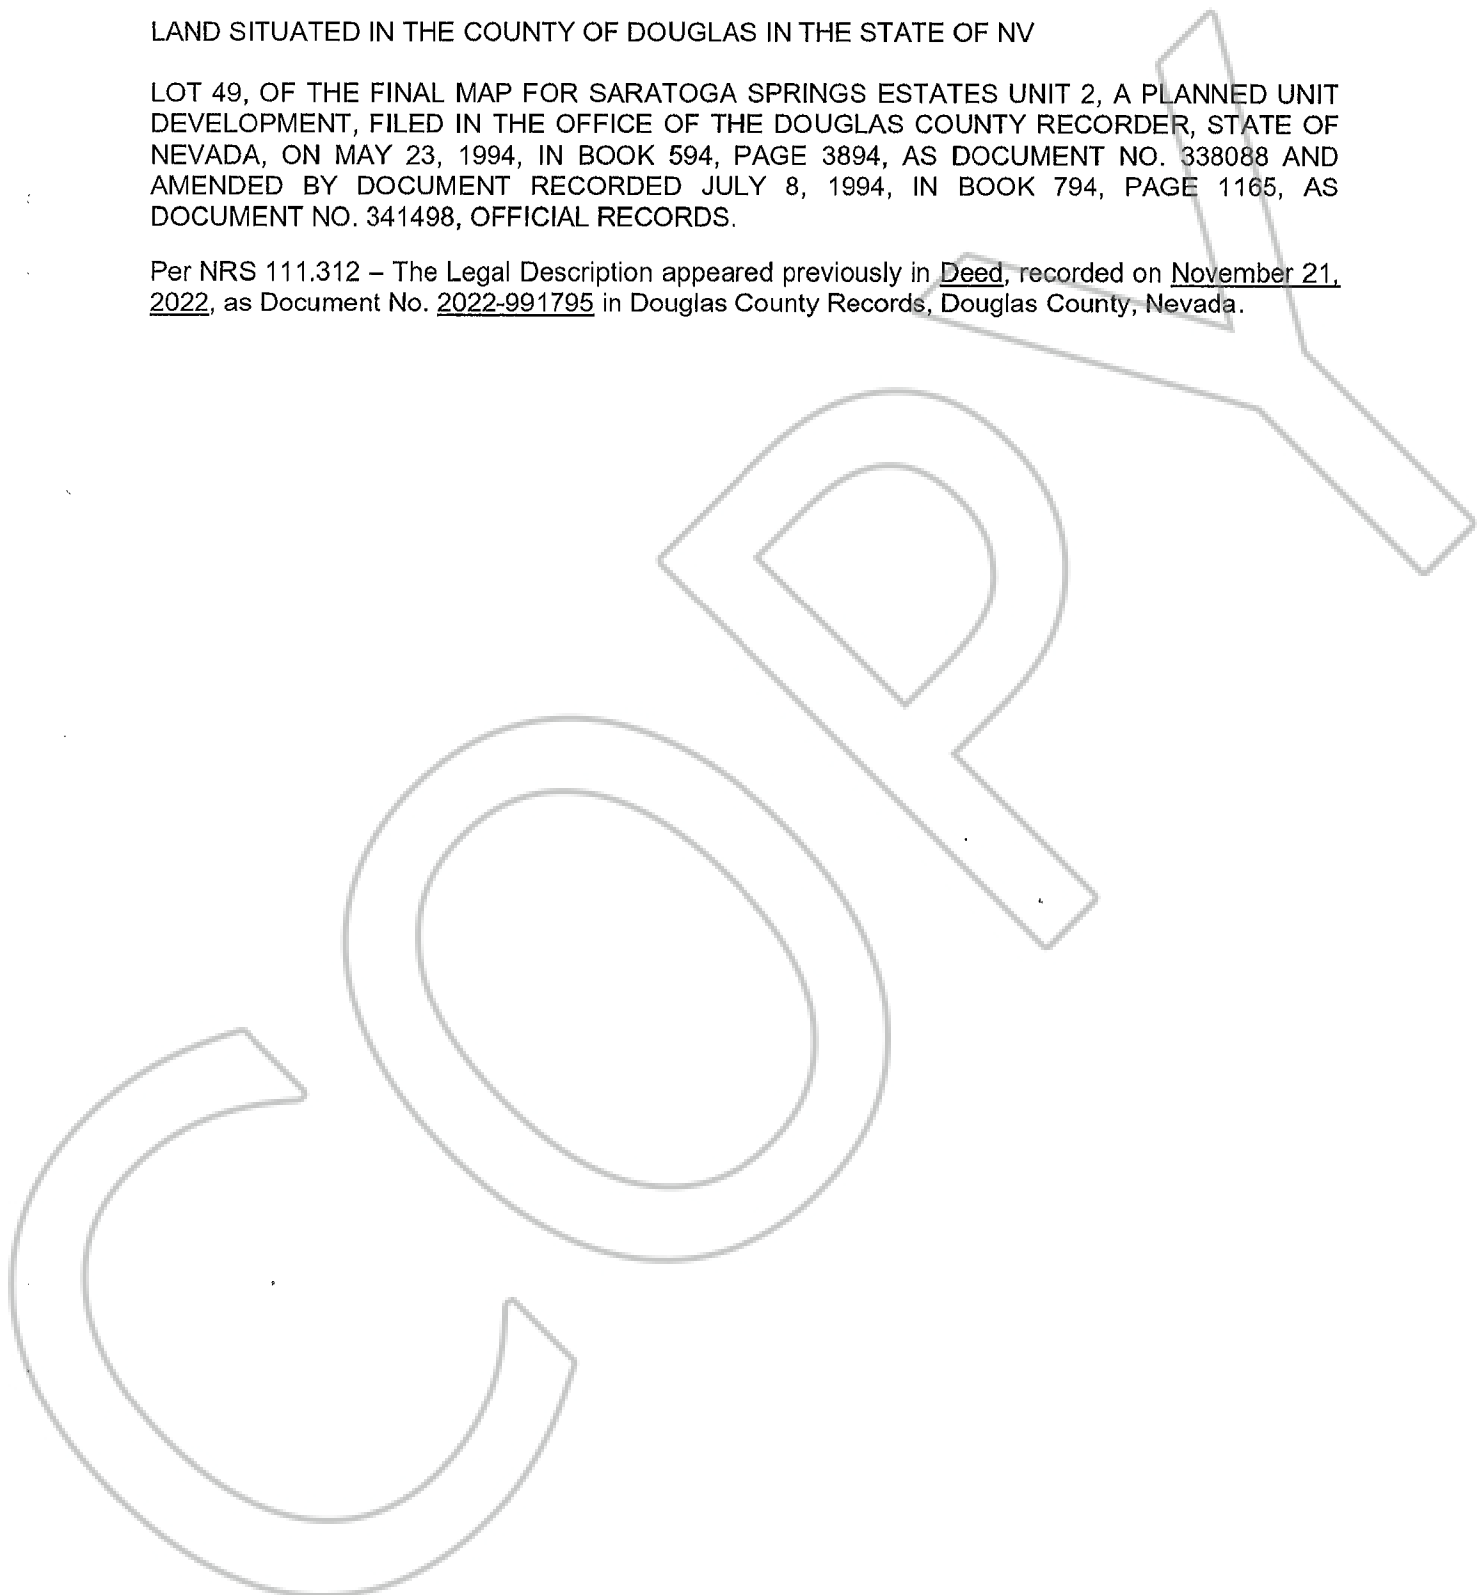 LAND SITUATED IN THE COUNTY OF DOUGLAS IN THE STATE OF NV
LOT 49, OF THE FINAL MAP FOR SARATOGA SPRINGS ESTATES UNIT 2, A PLANNED UNIT
DEVELOPMENT, FILED IN THE OFFICE OF THE DOUGLAS COUNTY RECORDER, STATE OF
NEVADA, ON MAY 23, 1994, IN BOOK 594, PAGE 3894, AS DOCUMENT NO. 338088 AND
AMENDED BY DOCUMENT RECORDED JULY 8, 1994, IN BOOK 794, PAGE 1165, AS
DOCUMENT NO. 341498, OFFICIAL RECORDS.
Per NRS 111.312 – The Legal Description appeared previously in Deed, recorded on November 21,
2022, as Document No. 2022-991795 in Douglas County Records, Douglas County, Nevada.
COPY